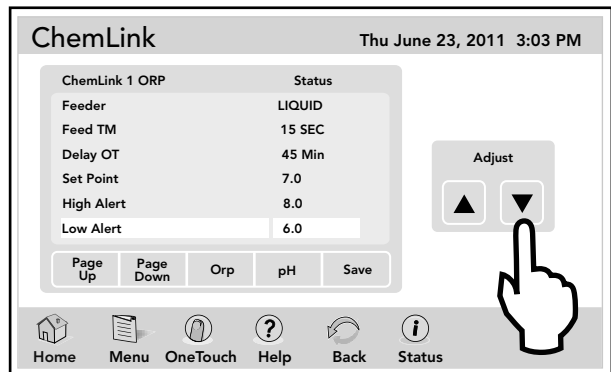 ChemLink Thu June 23, 2011 3:03 PM
ChemLink 1 ORP Status
Feeder LIQUID
Feed TM 15 SEC
Delay OT 45 Min
Set Point 7.0
High Alert 8.0
Low Alert 6.0
Adjust
Page Up Page Down Orp pH Save
Home Menu OneTouch Help Back Status